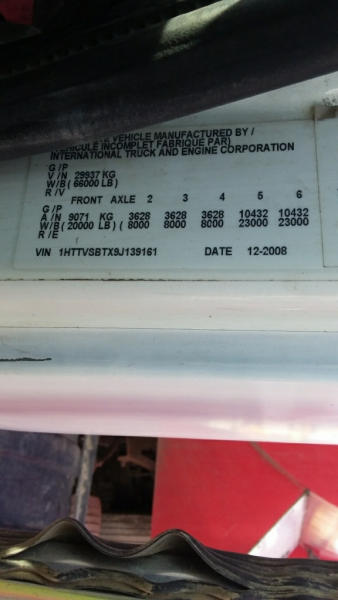 VEHICLE MANUFACTURED BY /
VEHICULE INCOMPLET FABRIQUE PAR)
INTERNATIONAL TRUCK AND ENGINE CORPORATION
G/P
V/N 29937 KG
W/B( 66000 LB)
R/V
FRONT AXLE 2 3 4 5 6
G/P
A/N 9071 KG 3628 3628 3628 10432 10432
W/B( 20000 LB) ( 8000 8000 8000 23000 23000
R/E
VIN 1HTTVSBTX9J139161 DATE 12-2008